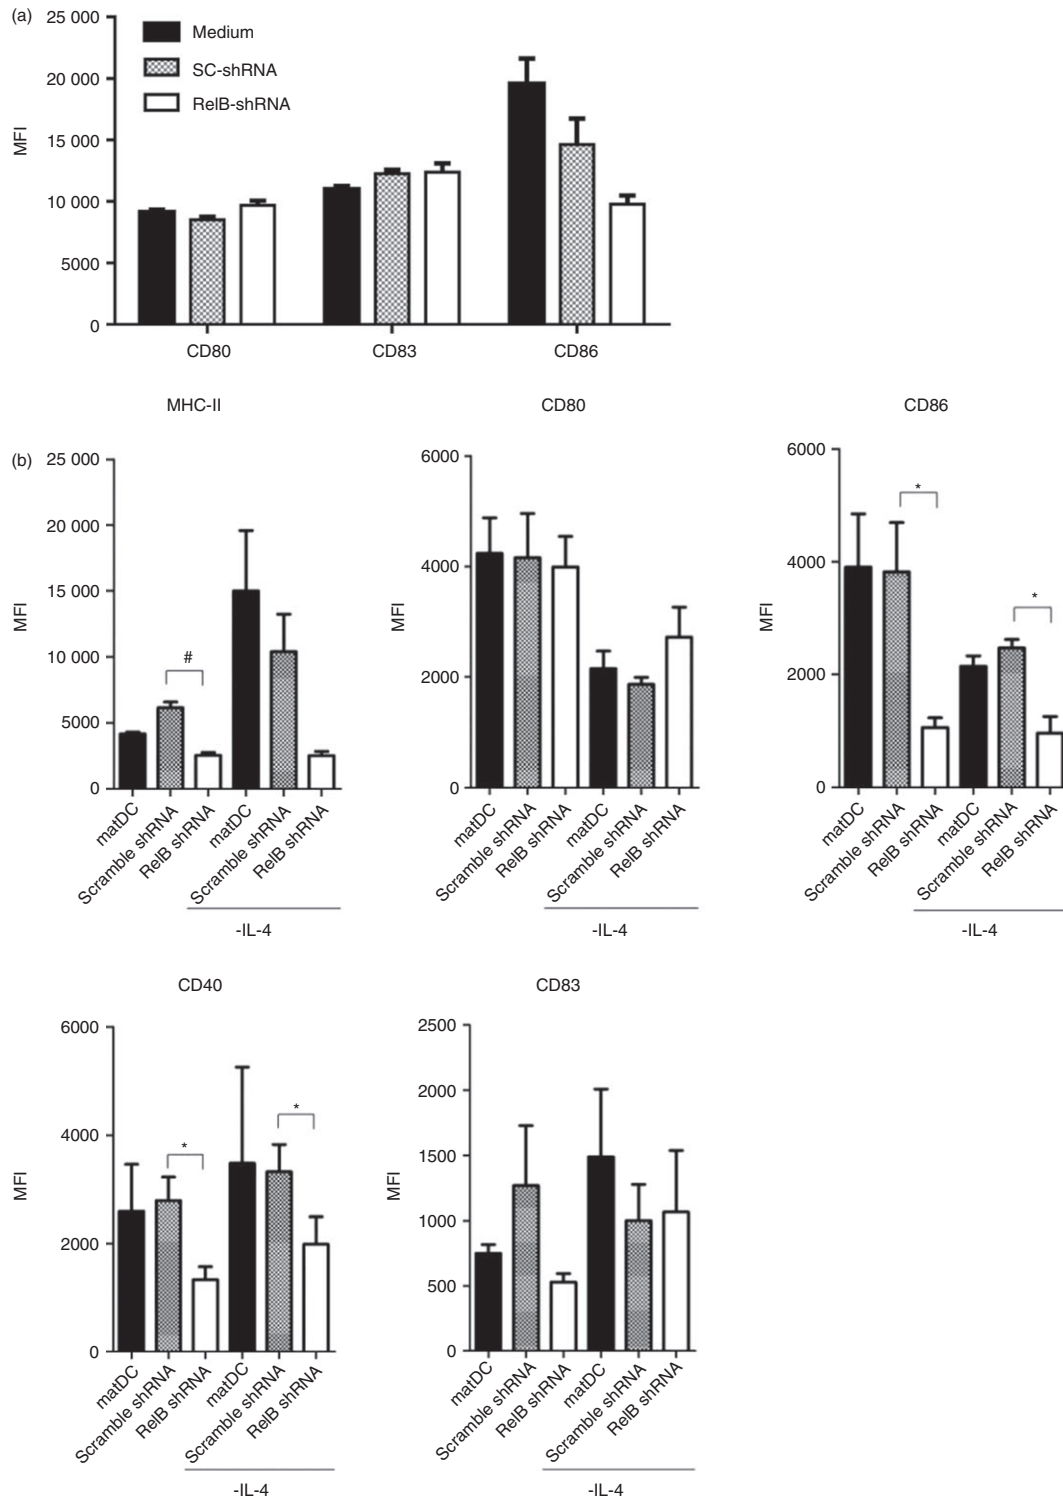 (a)
25 000
20 000
15 000
10 000
5000
0
MFI
Medium
SC-shRNA
RelB-shRNA
CD80
CD83
CD86
(b)
MHC-II
25 000
20 000
15 000
10 000
5000
0
MFI
#
matDC
Scramble shRNA
RelB shRNA
matDC
Scramble shRNA
RelB shRNA
-IL-4
CD80
6000
4000
2000
0
MFI
matDC
Scramble shRNA
RelB shRNA
matDC
Scramble shRNA
RelB shRNA
-IL-4
CD86
6000
4000
2000
0
MFI
*
*
matDC
Scramble shRNA
RelB shRNA
matDC
Scramble shRNA
RelB shRNA
-IL-4
CD40
6000
4000
2000
0
MFI
*
*
matDC
Scramble shRNA
RelB shRNA
matDC
Scramble shRNA
RelB shRNA
-IL-4
CD83
2500
2000
1500
1000
500
0
MFI
matDC
Scramble shRNA
RelB shRNA
matDC
Scramble shRNA
RelB shRNA
-IL-4